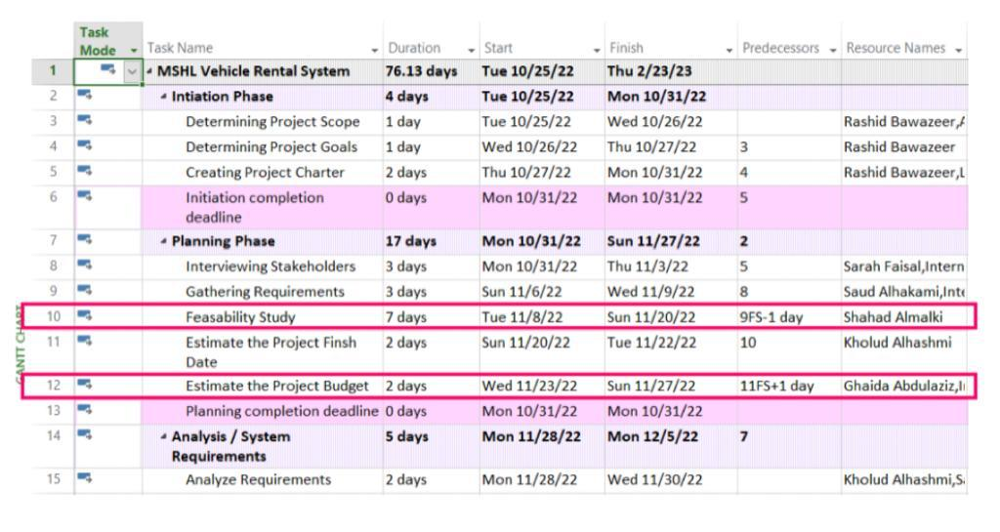 Task Mode Task Name Duration Start Finish Predecessors Resource Names
1 MSHL Vehicle Rental System 76.13 days Tue 10/25/22 Thu 2/23/23
2 Intiation Phase 4 days Tue 10/25/22 Mon 10/31/22
3 Determining Project Scope 1 day Tue 10/25/22 Wed 10/26/22 Rashid Bawazeer,
4 Determining Project Goals 1 day Wed 10/26/22 Thu 10/27/22 3 Rashid Bawazeer
5 Creating Project Charter 2 days Thu 10/27/22 Mon 10/31/22 4 Rashid Bawazeer,
6 Initiation completion deadline 0 days Mon 10/31/22 Mon 10/31/22 5
7 Planning Phase 17 days Mon 10/31/22 Sun 11/27/22 2
8 Interviewing Stakeholders 3 days Mon 10/31/22 Thu 11/3/22 5 Sarah Faisal,Intern
9 Gathering Requirements 3 days Sun 11/6/22 Wed 11/9/22 8 Saud Alhakami,Inte
10 Feasability Study 7 days Tue 11/8/22 Sun 11/20/22 9FS-1 day Shahad Almalki
11 Estimate the Project Finsh Date 2 days Sun 11/20/22 Tue 11/22/22 10 Kholud Alhashmi
12 Estimate the Project Budget 2 days Wed 11/23/22 Sun 11/27/22 11FS+1 day Ghaida Abdulaziz,
13 Planning completion deadline 0 days Mon 10/31/22 Mon 10/31/22
14 Analysis / System Requirements 5 days Mon 11/28/22 Mon 12/5/22 7
15 Analyze Requirements 2 days Mon 11/28/22 Wed 11/30/22 Kholud Alhashmi,S
GANTT CHART